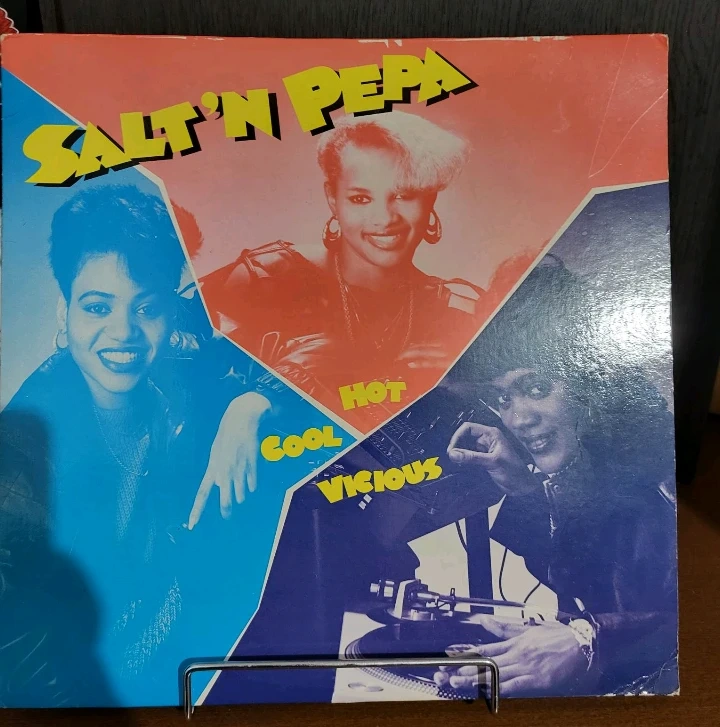 SALT 'N PEPA
HOT
COOL
VICIOUS